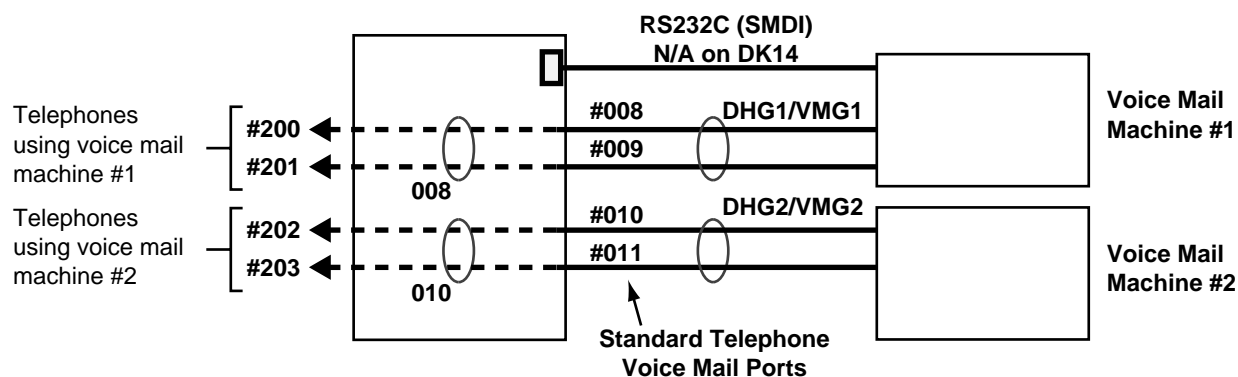 RS232C (SMDI)
N/A on DK14
Telephones
using voice mail
machine #1
#200
#201
008
#008
DHG1/VMG1
#009
Voice Mail
Machine #1
Telephones
using voice mail
machine #2
#202
#203
010
#010
DHG2/VMG2
#011
Voice Mail
Machine #2
Standard Telephone
Voice Mail Ports